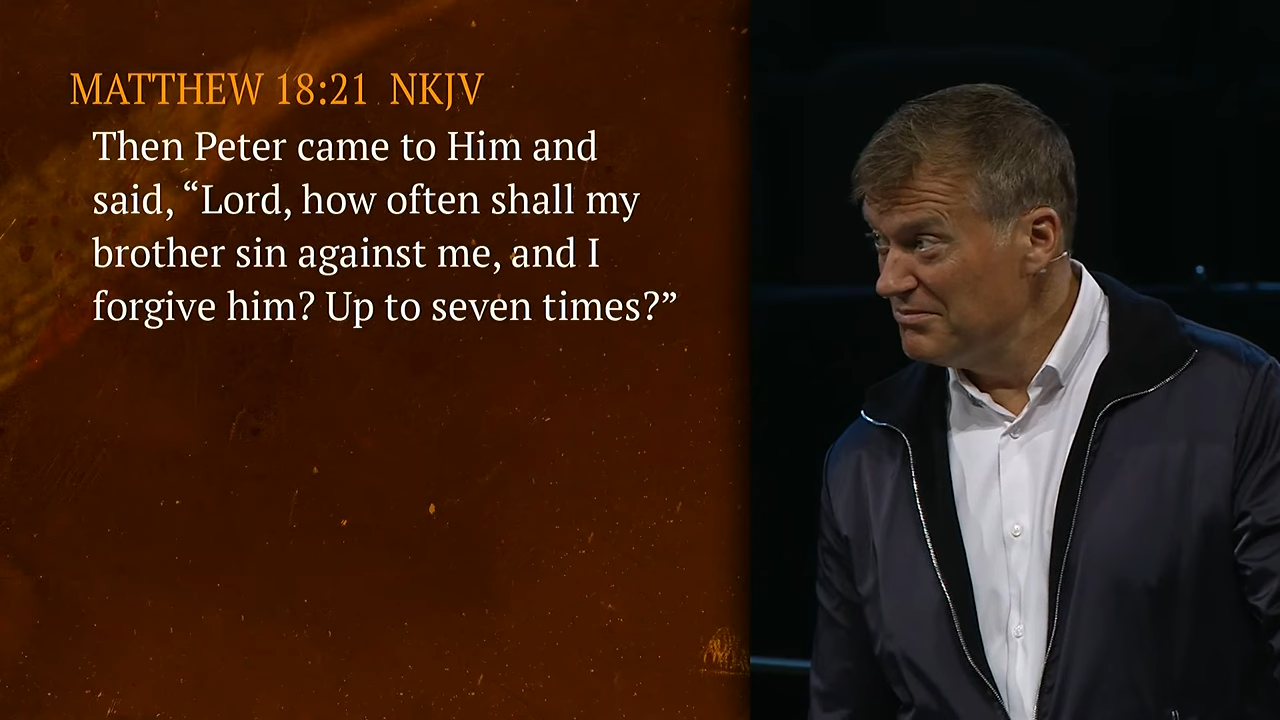 MATTHEW 18:21 NKJV
Then Peter came to Him and
said, “Lord, how often shall my
brother sin against me, and I
forgive him? Up to seven times?”